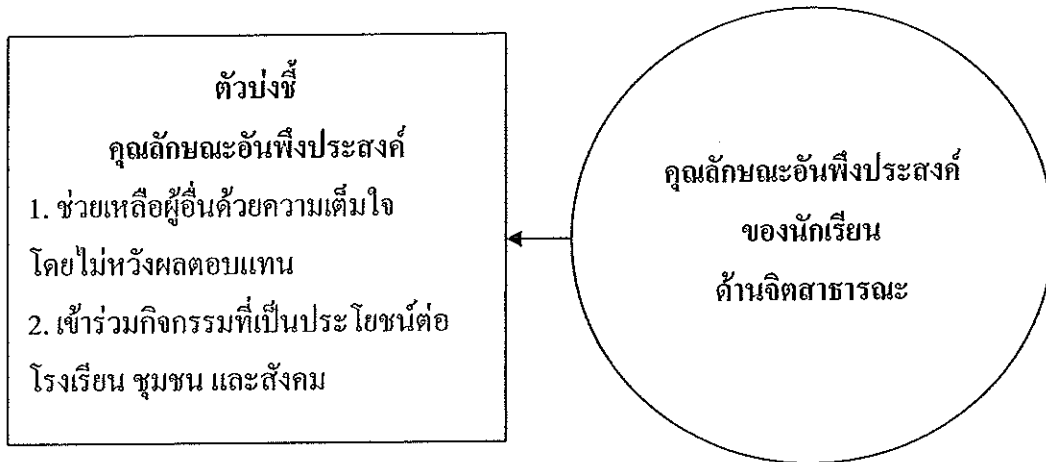 ตัวบ่งชี้
คุณลักษณะอันพึงประสงค์
1. ช่วยเหลือผู้อื่นด้วยความเต็มใจ
โดยไม่หวังผลตอบแทน
2. เข้าร่วมกิจกรรมที่เป็นประโยชน์ต่อ
โรงเรียน ชุมชน และสังคม
คุณลักษณะอันพึงประสงค์
ของนักเรียน
ด้านจิตสาธารณะ